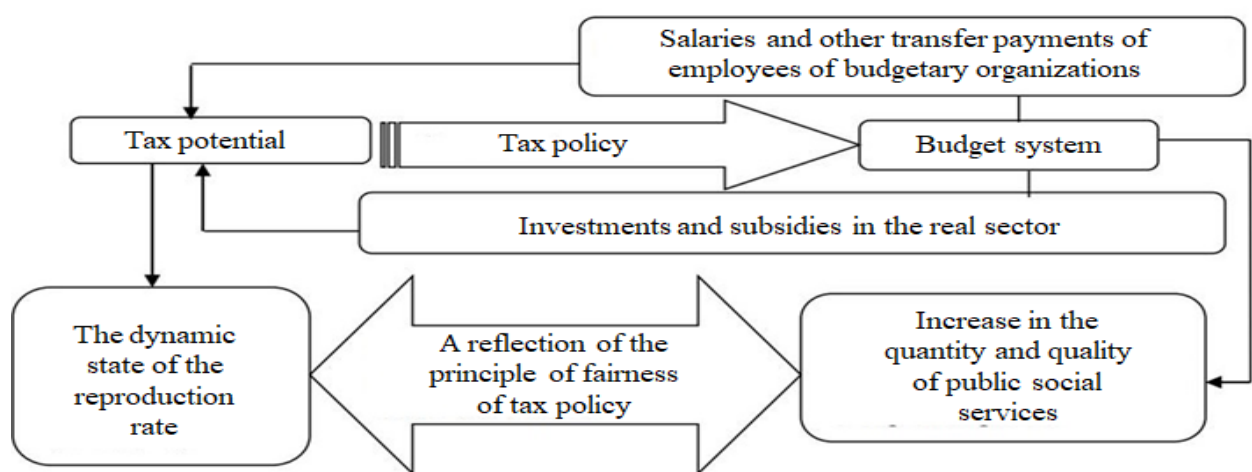 Salaries and other transfer payments of
employees of budgetary organizations
Tax potential
Tax policy
Budget system
Investments and subsidies in the real sector
The dynamic
state of the
reproduction
rate
A reflection of the
principle of fairness
of tax policy
Increase in the
quantity and quality
of public social
services